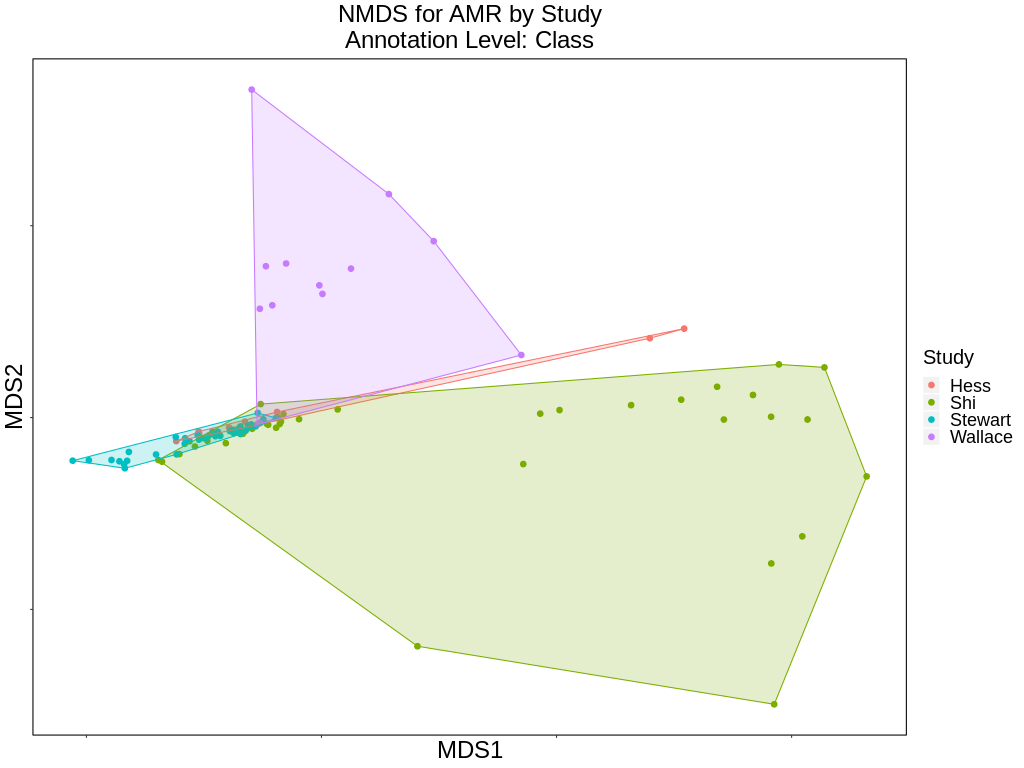 NMDS for AMR by Study
Annotation Level: Class
MDS2
MDS1
Study
Hess
Shi
Stewart
Wallace